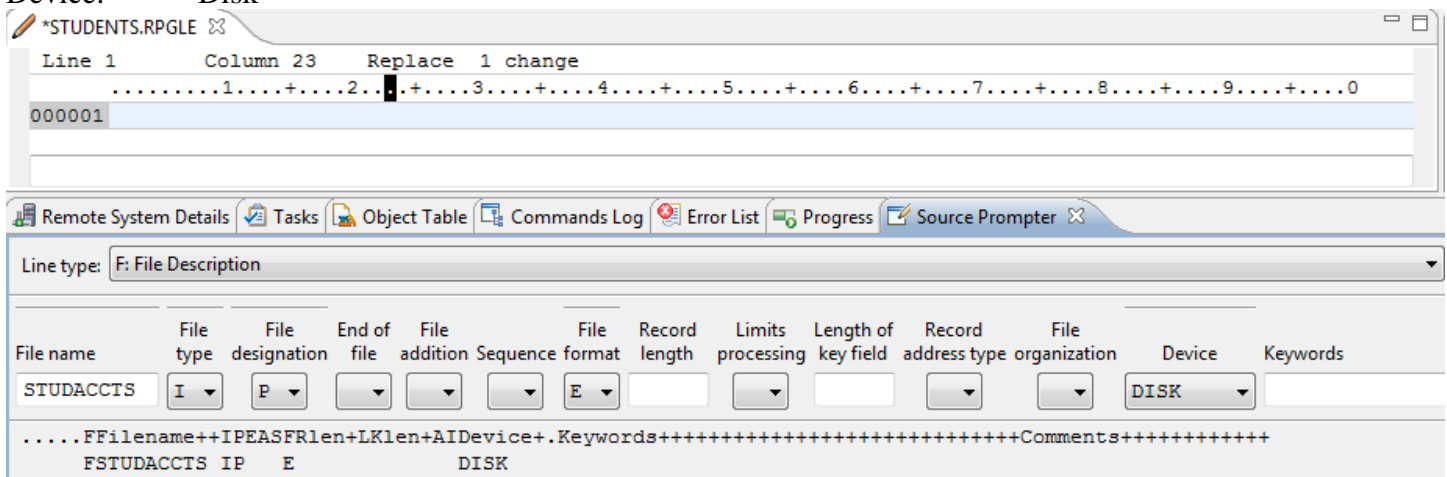 Device: Disk
*STUDENTS.RPGLE
Line 1 Column 23 Replace 1 change
.........1....+....2....+....3....+....4....+....5....+....6....+....7....+....8....+....9....+....0
000001
Remote System Details Tasks Object Table Commands Log Error List Progress Source Prompter
Line type: F: File Description
File File End of File File Record Limits Length of Record File
File name type designation file addition Sequence format length processing key field address type organization Device Keywords
STUDACCTS I P E DISK
.....FFilename++IPEASFRlen+LKlen+AIDevice+.Keywords+++++++++++++++++++++++++++++Comments++++++++++++
FSTUDACCTS IP E DISK